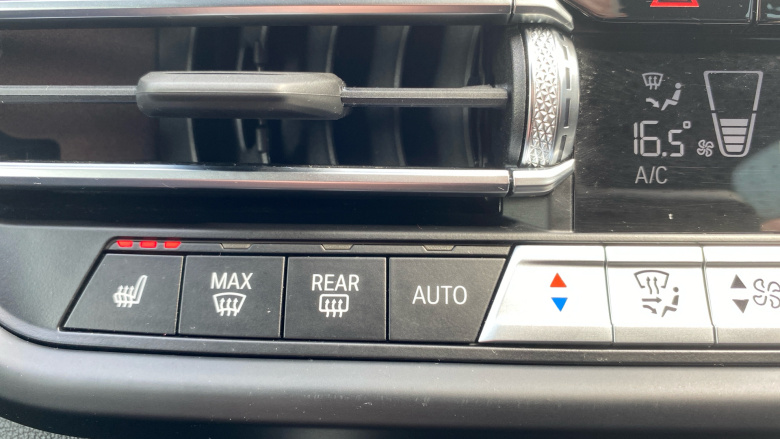 16.5°
A/C
MAX
REAR
AUTO